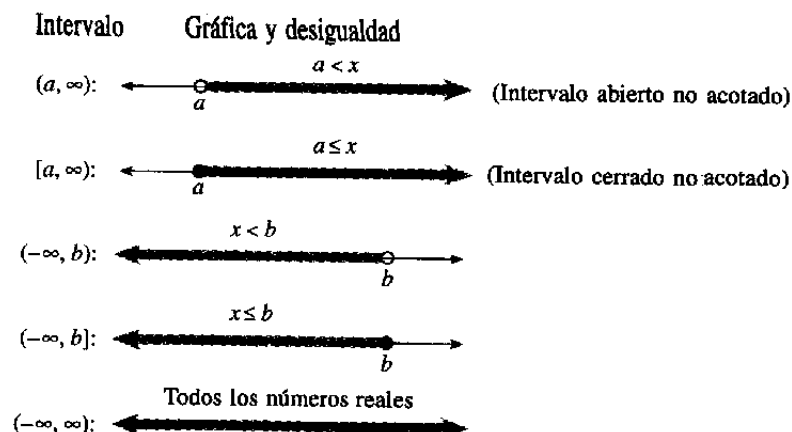 Intervalo Gráfica y desigualdad
a < x
(a, ∞): (Intervalo abierto no acotado)
a
a ≤ x
[a, ∞): (Intervalo cerrado no acotado)
a
x < b
(−∞, b):
b
x ≤ b
(−∞, b]:
b
Todos los números reales
(−∞, ∞):